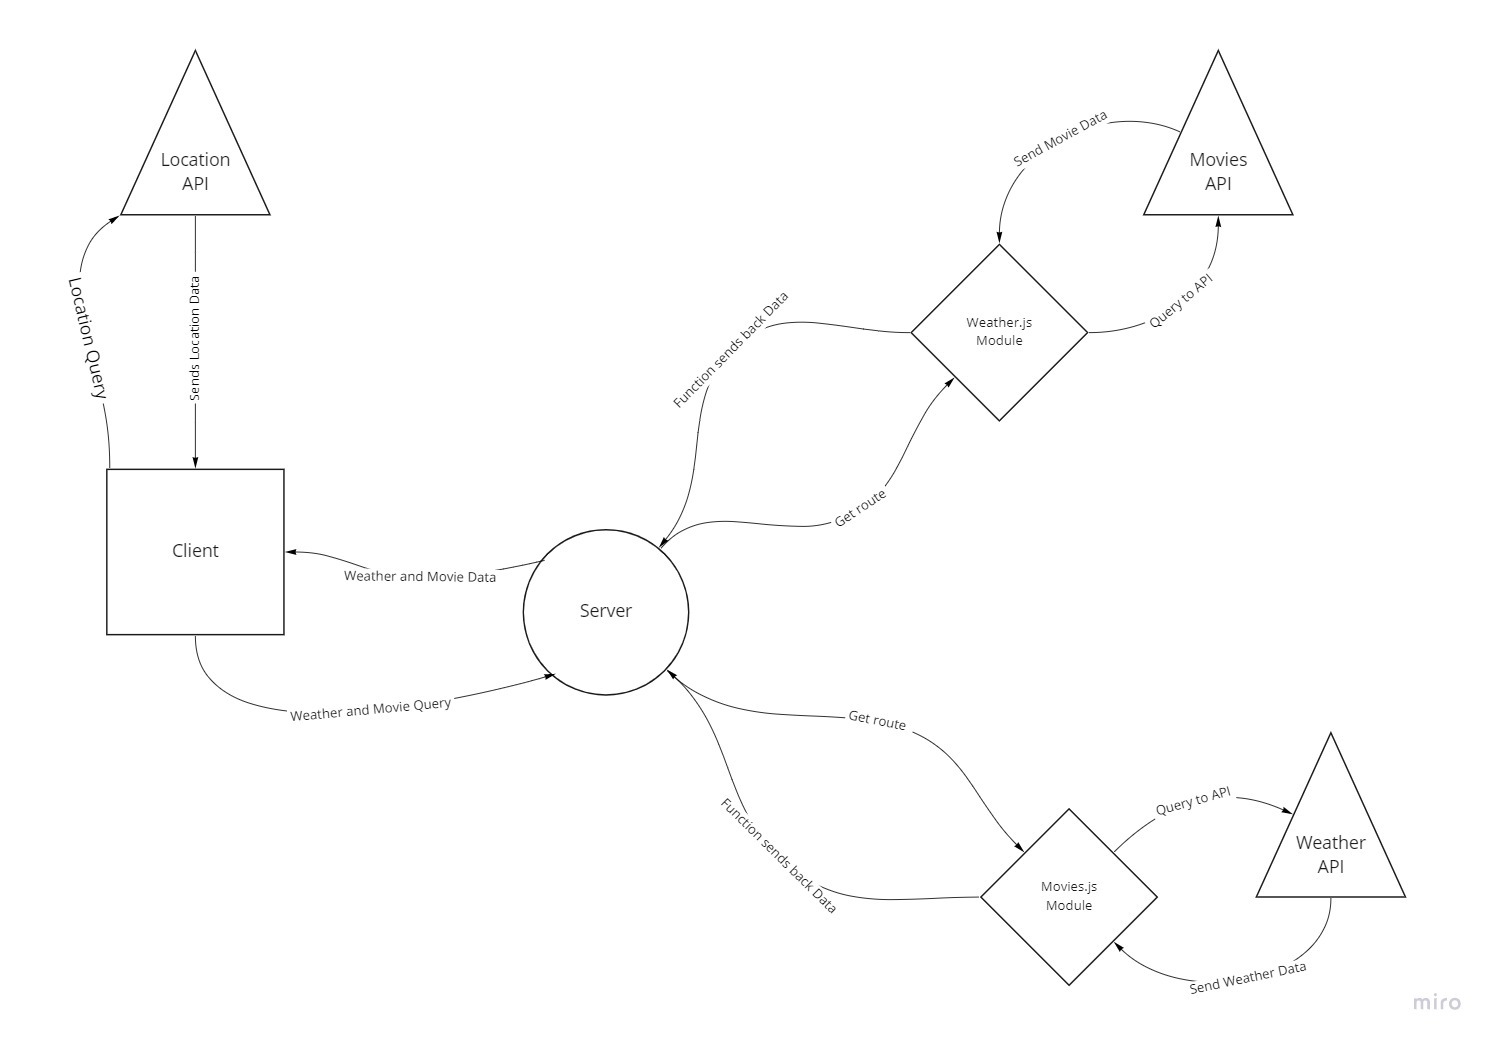 Location
API
Movies
API
Send Movie Data
Location Query
Sends Location Data
Query to API
Weather.js
Module
Function sends back Data
Get route
Client
Weather and Movie Data
Server
Weather and Movie Query
Get route
Function sends back Data
Query to API
Weather
API
Movies.js
Module
Send Weather Data
miro